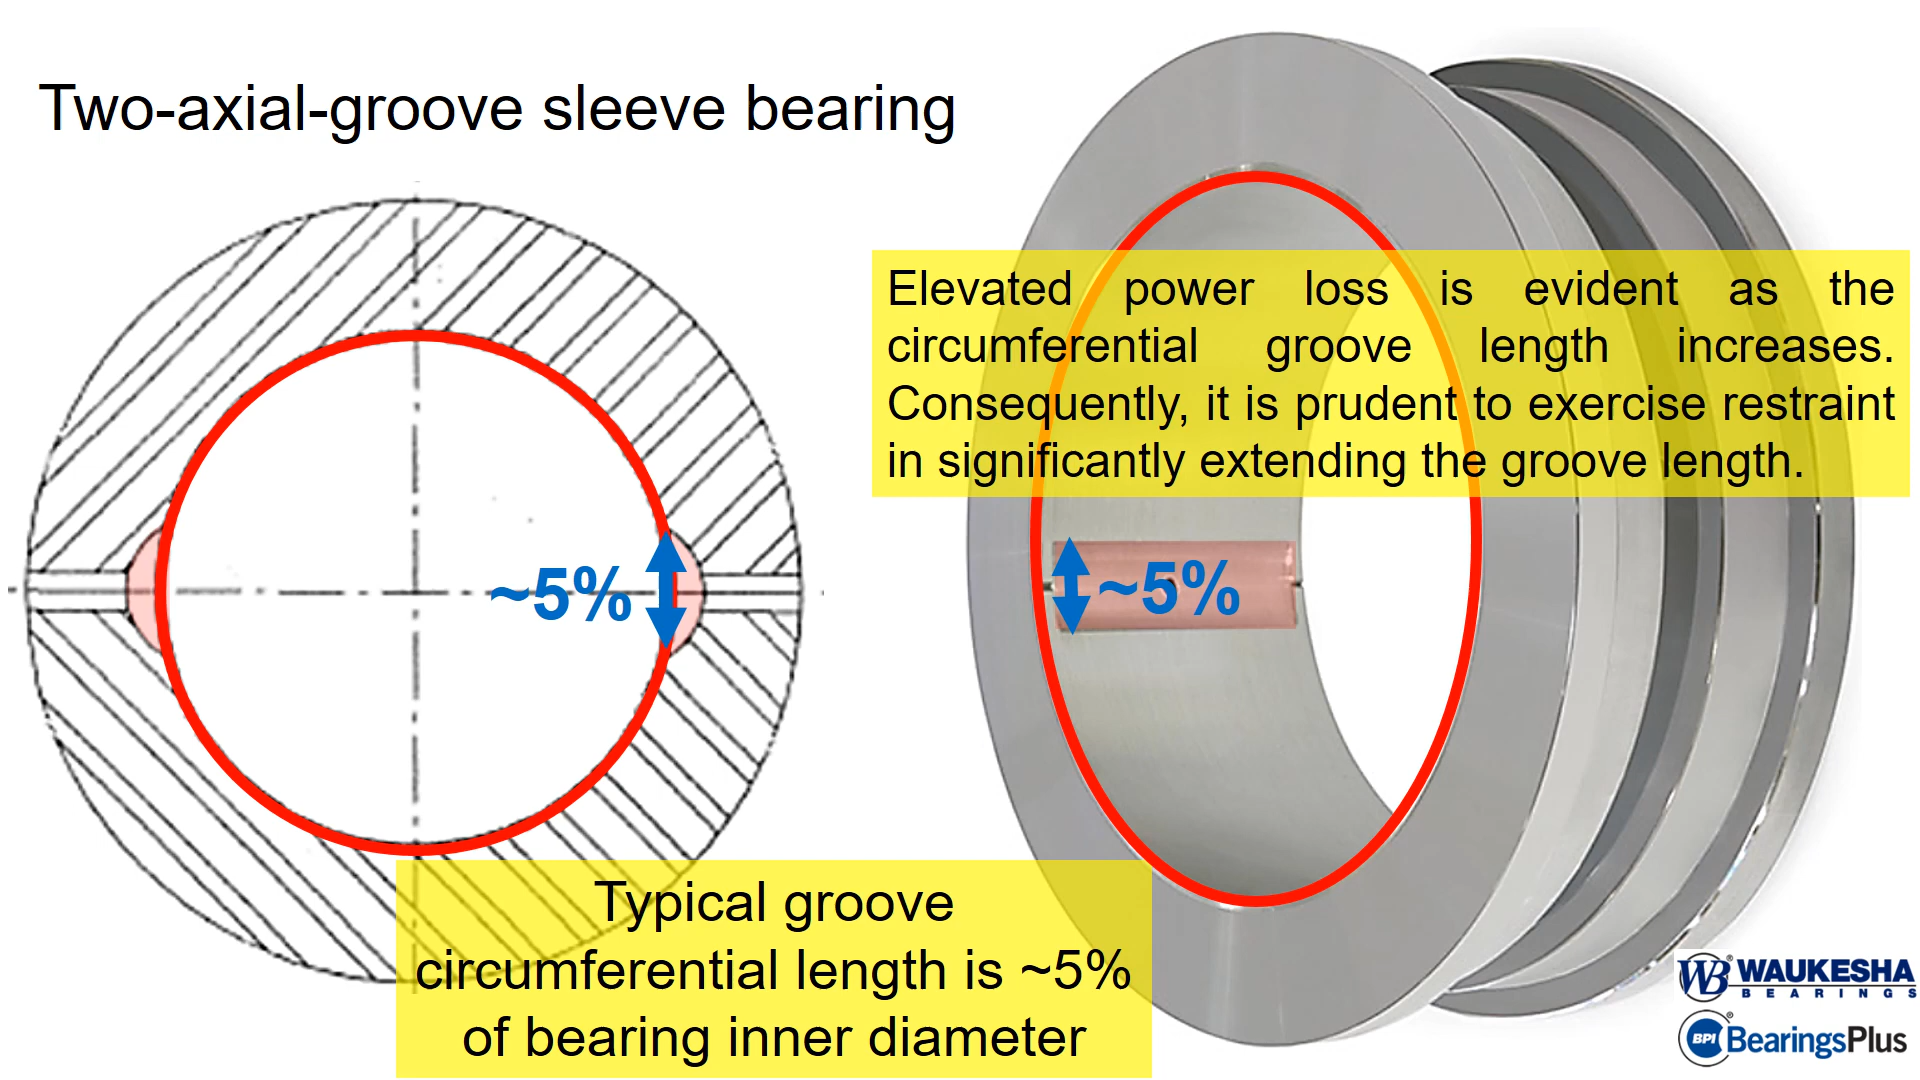 Two-axial-groove sleeve bearing
Elevated power loss is evident as the
circumferential groove length increases.
Consequently, it is prudent to exercise restraint
in significantly extending the groove length.
~5%
~5%
Typical groove
circumferential length is ~5%
of bearing inner diameter
WB® WAUKESHA
BEARINGS
BPI® BearingsPlus